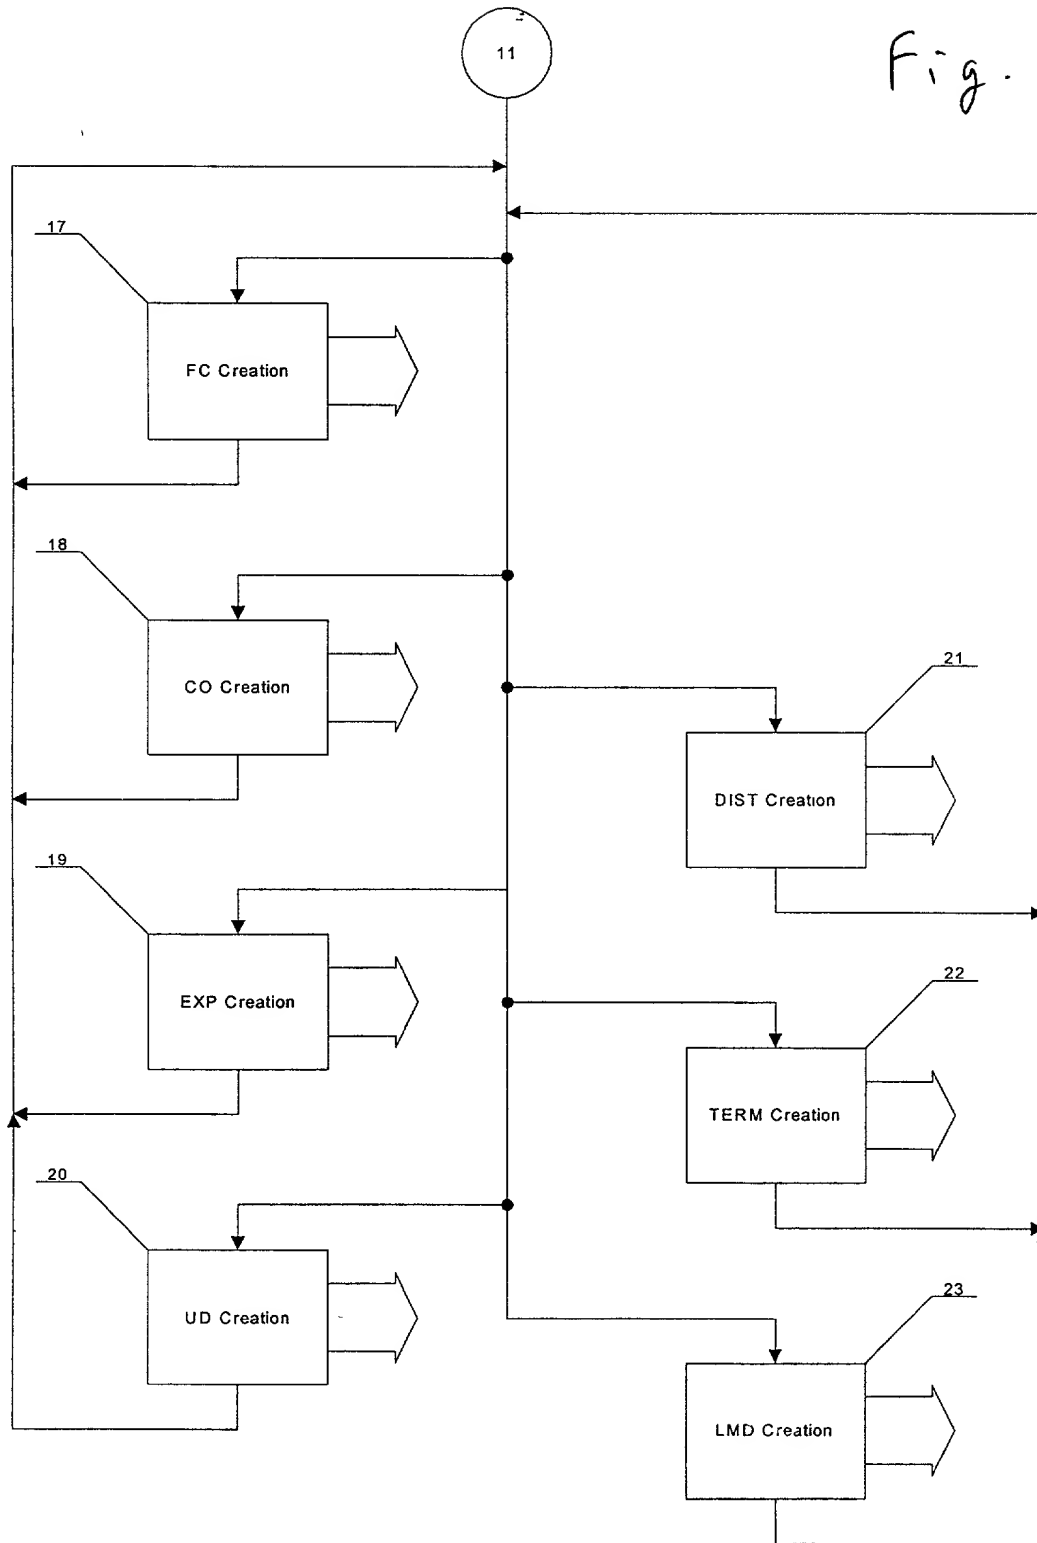 11
Fig.
17
FC Creation
18
CO Creation
21
DIST Creation
19
EXP Creation
22
TERM Creation
20
UD Creation
23
LMD Creation